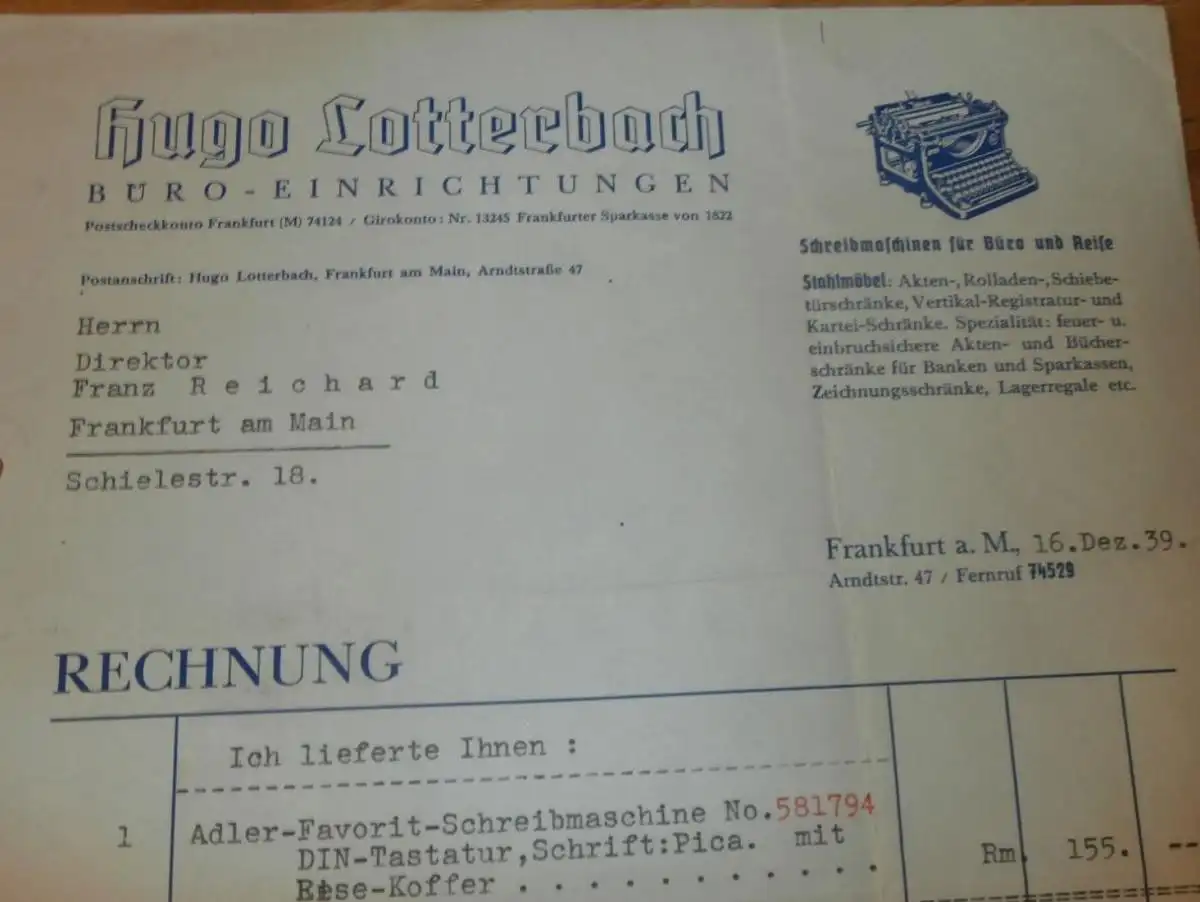 Hugo Lotterbach
BÜRO-EINRICHTUNGEN
Postscheckkonto Frankfurt (M) 74124 / Girokonto: Nr. 13245 Frankfurter Sparkasse von 1822
Postanschrift: Hugo Lotterbach, Frankfurt am Main, Arndtstraße 47
Herrn
Direktor
Franz R e i c h a r d
Frankfurt am Main
Schielestr. 18.
Schreibmaschinen für Büro und Reise
Stahlmöbel: Akten-, Rolladen-, Schiebe-
türschränke, Vertikal-Registratur- und
Kartei-Schränke. Spezialität: feuer- u.
einbruchsichere Akten- und Bücher-
schränke für Banken und Sparkassen,
Zeichnungsschränke, Lagerregale etc.
Frankfurt a. M., 16.Dez.39.
Arndtstr. 47 / Fernruf 74529
RECHNUNG
Ich lieferte Ihnen :
1 Adler-Favorit-Schreibmaschine No.581794
DIN-Tastatur,Schrift:Pica. mit
Reise-Koffer . . . . . . . . . . . Rm. 155. --